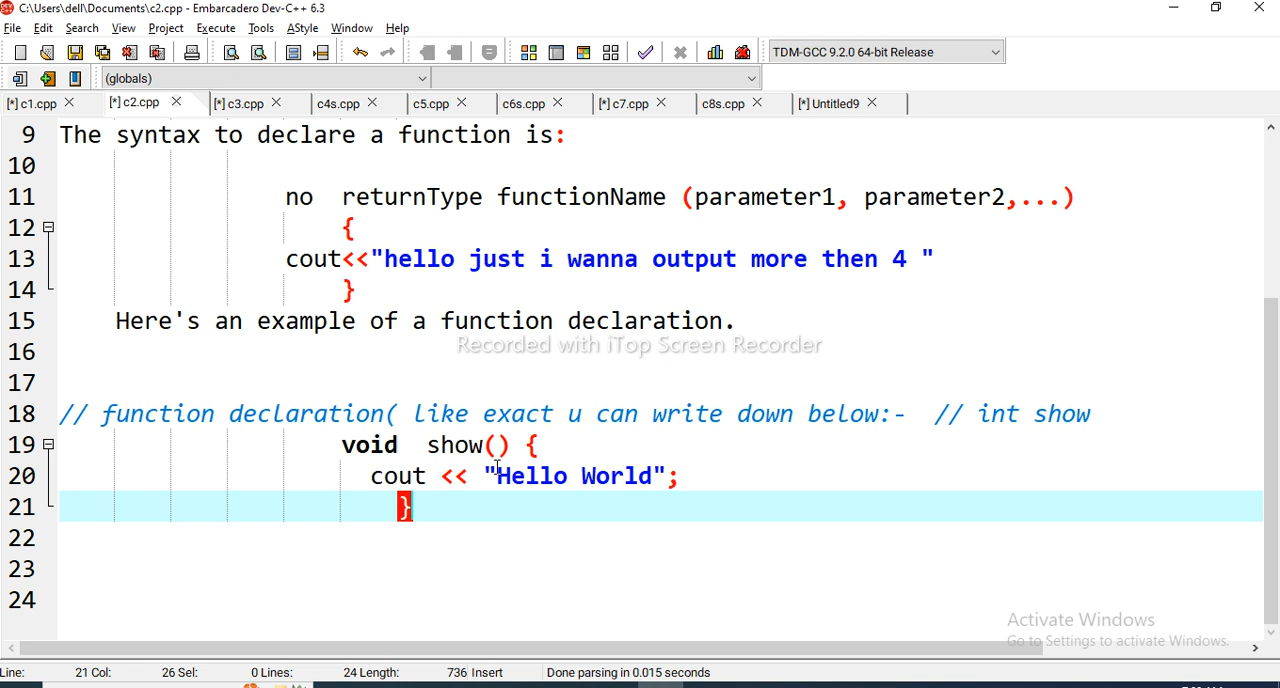 C:\Users\dell\Documents\c2.cpp - Embarcadero Dev-C++ 6.3
File Edit Search View Project Execute Tools AStyle Window Help
TDM-GCC 9.2.0 64-bit Release
(globals)
[*] c1.cpp [*] c2.cpp [*] c3.cpp c4s.cpp c5.cpp c6s.cpp [*] c7.cpp c8s.cpp [*] Untitled9
9 The syntax to declare a function is:
10
11 no returnType functionName (parameter1, parameter2,...)
12 {
13 cout<<"hello just i wanna output more then 4 "
14 }
15 Here's an example of a function declaration.
Recorded with iTop Screen Recorder
16
17
18 // function declaration( like exact u can write down below:- // int show
19 void show() {
20 cout << "Hello World";
21 }
22
23
24
Activate Windows
Go to Settings to activate Windows.
Line: 21 Col: 26 Sel: 0 Lines: 24 Length: 736 Insert Done parsing in 0.015 seconds